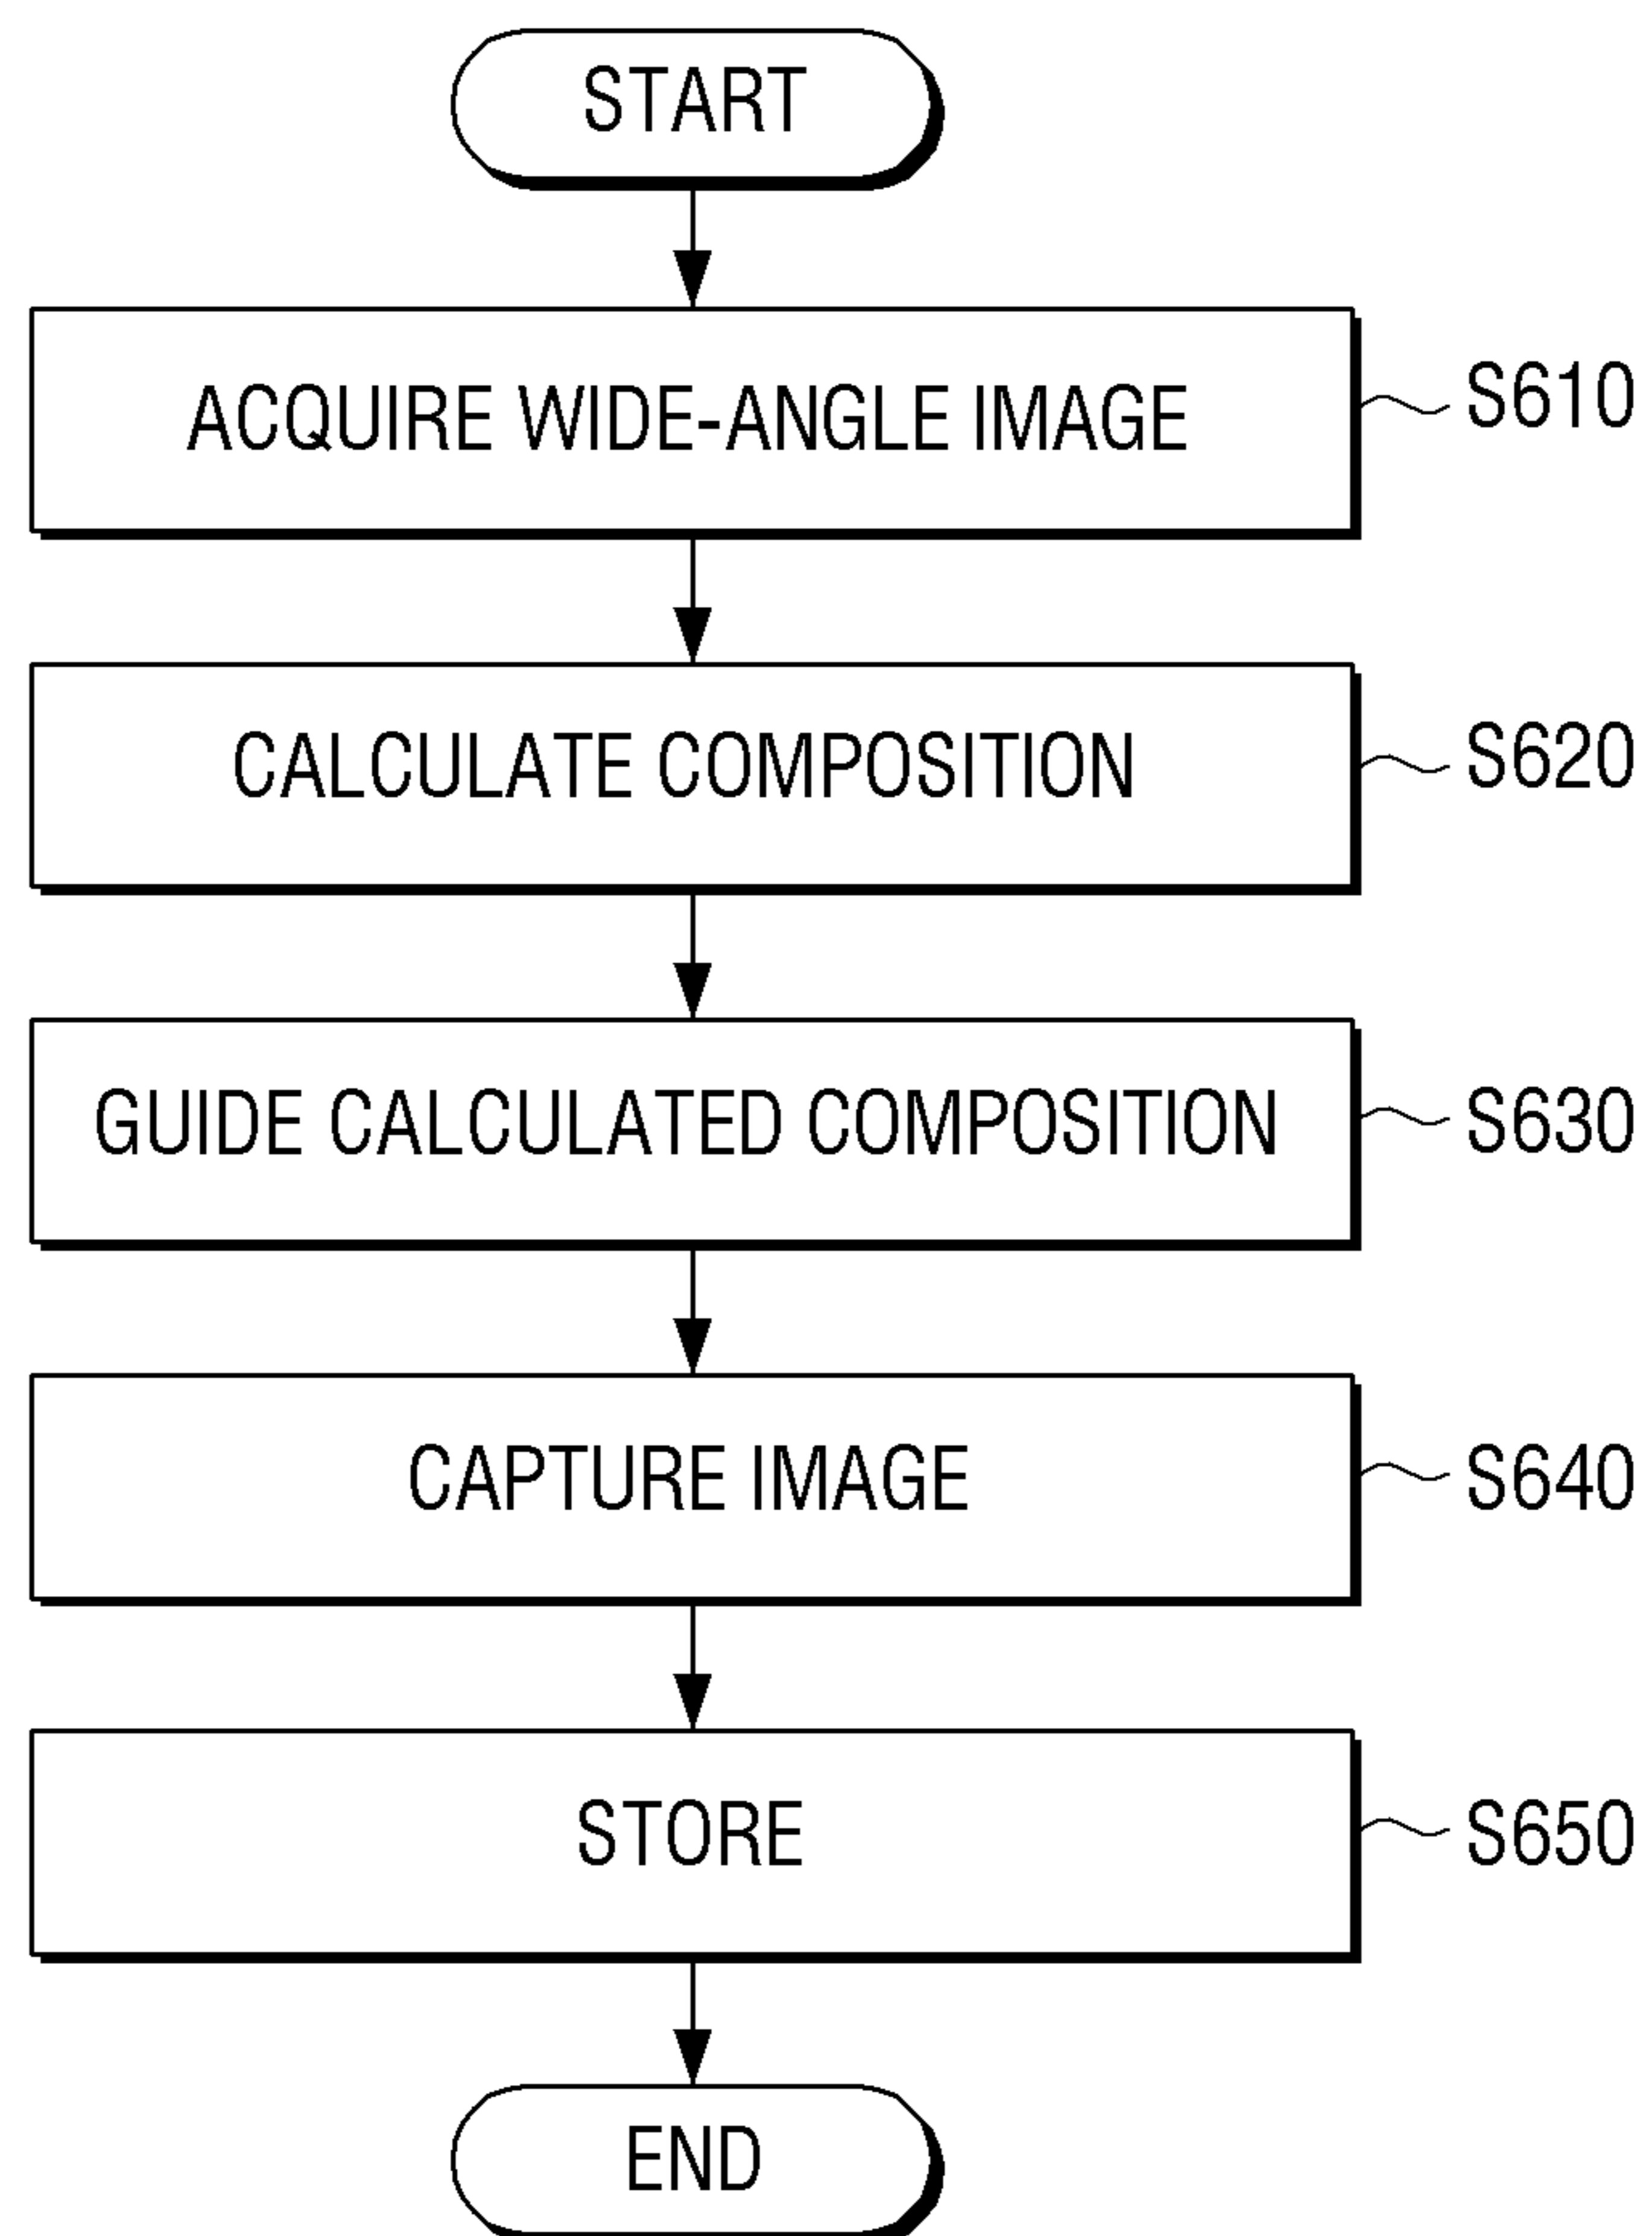 START
ACQUIRE WIDE-ANGLE IMAGE
S610
CALCULATE COMPOSITION
S620
GUIDE CALCULATED COMPOSITION
S630
CAPTURE IMAGE
S640
STORE
S650
END